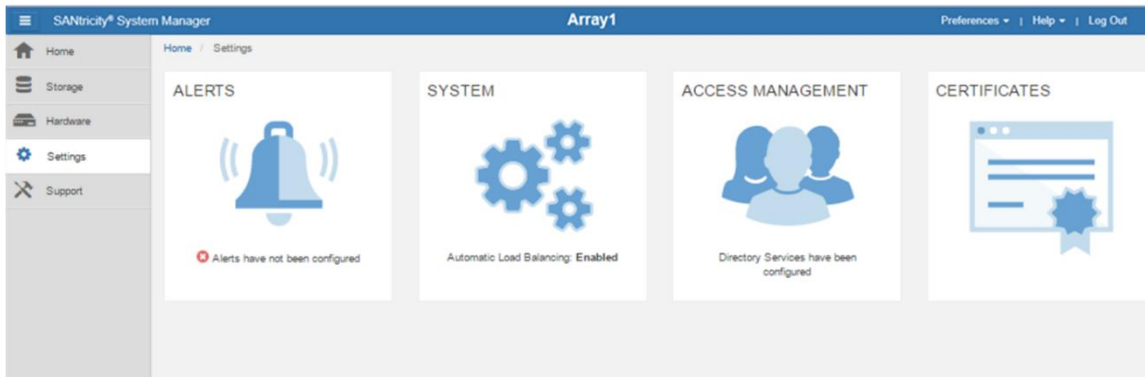 SANtricity® System Manager
Array1
Preferences | Help | Log Out
Home
Storage
Hardware
Settings
Support
Home / Settings
ALERTS
Alerts have not been configured
SYSTEM
Automatic Load Balancing: Enabled
ACCESS MANAGEMENT
Directory Services have been
configured
CERTIFICATES